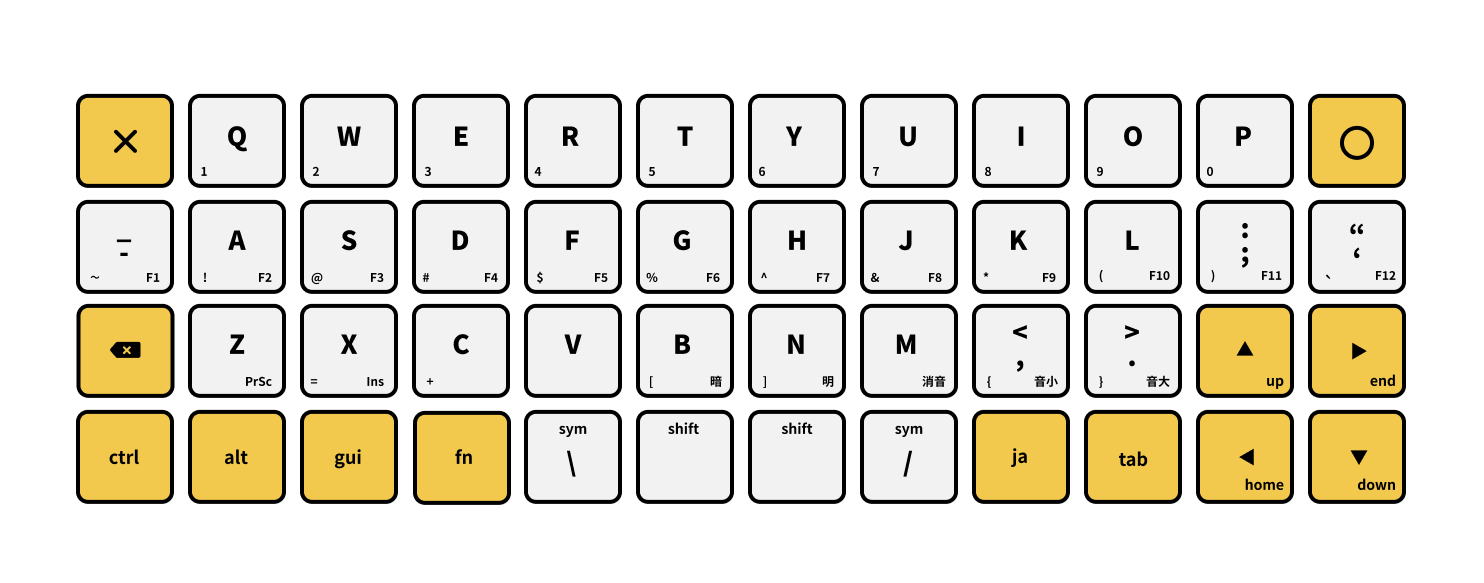 Q W E R T Y U I O P
1 2 3 4 5 6 7 8 9 0
_ A S D F G H J K L : “
- ; ‘
~ F1 ! F2 @ F3 # F4 $ F5 % F6 ^ F7 & F8 * F9 ( F10 ) F11 、 F12
Z X C V B N M < >
, .
PrSc = Ins + [ 暗 ] 明 消音 { 音小 } 音大 up end
sym shift shift sym
ctrl alt gui fn \ / ja tab
home down